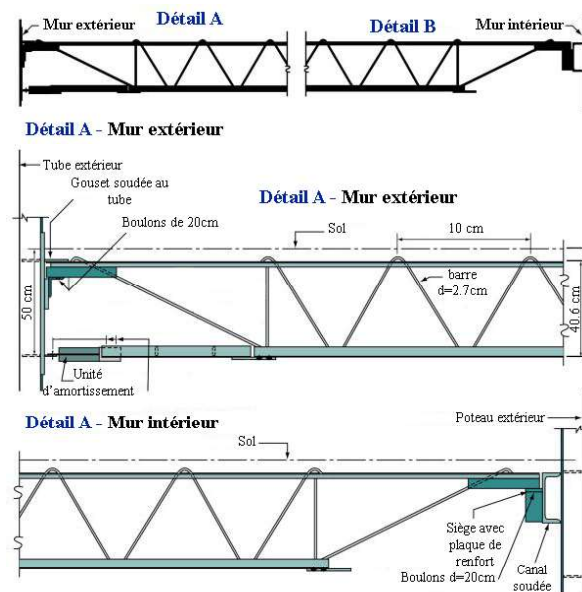 Mur extérieur
Détail A
Détail B
Mur intérieur
Détail A - Mur extérieur
Tube extérieur
Gouset soudée au
tube
Boulons de 20cm
Détail A - Mur extérieur
Sol
10 cm
barre
d=2.7cm
50 cm
40.6 cm
Unité
d'amortissement
Détail A - Mur intérieur
Poteau extérieur
Sol
Siège avec
plaque de
renfort
Boulons d=20cm
Canal
soudée